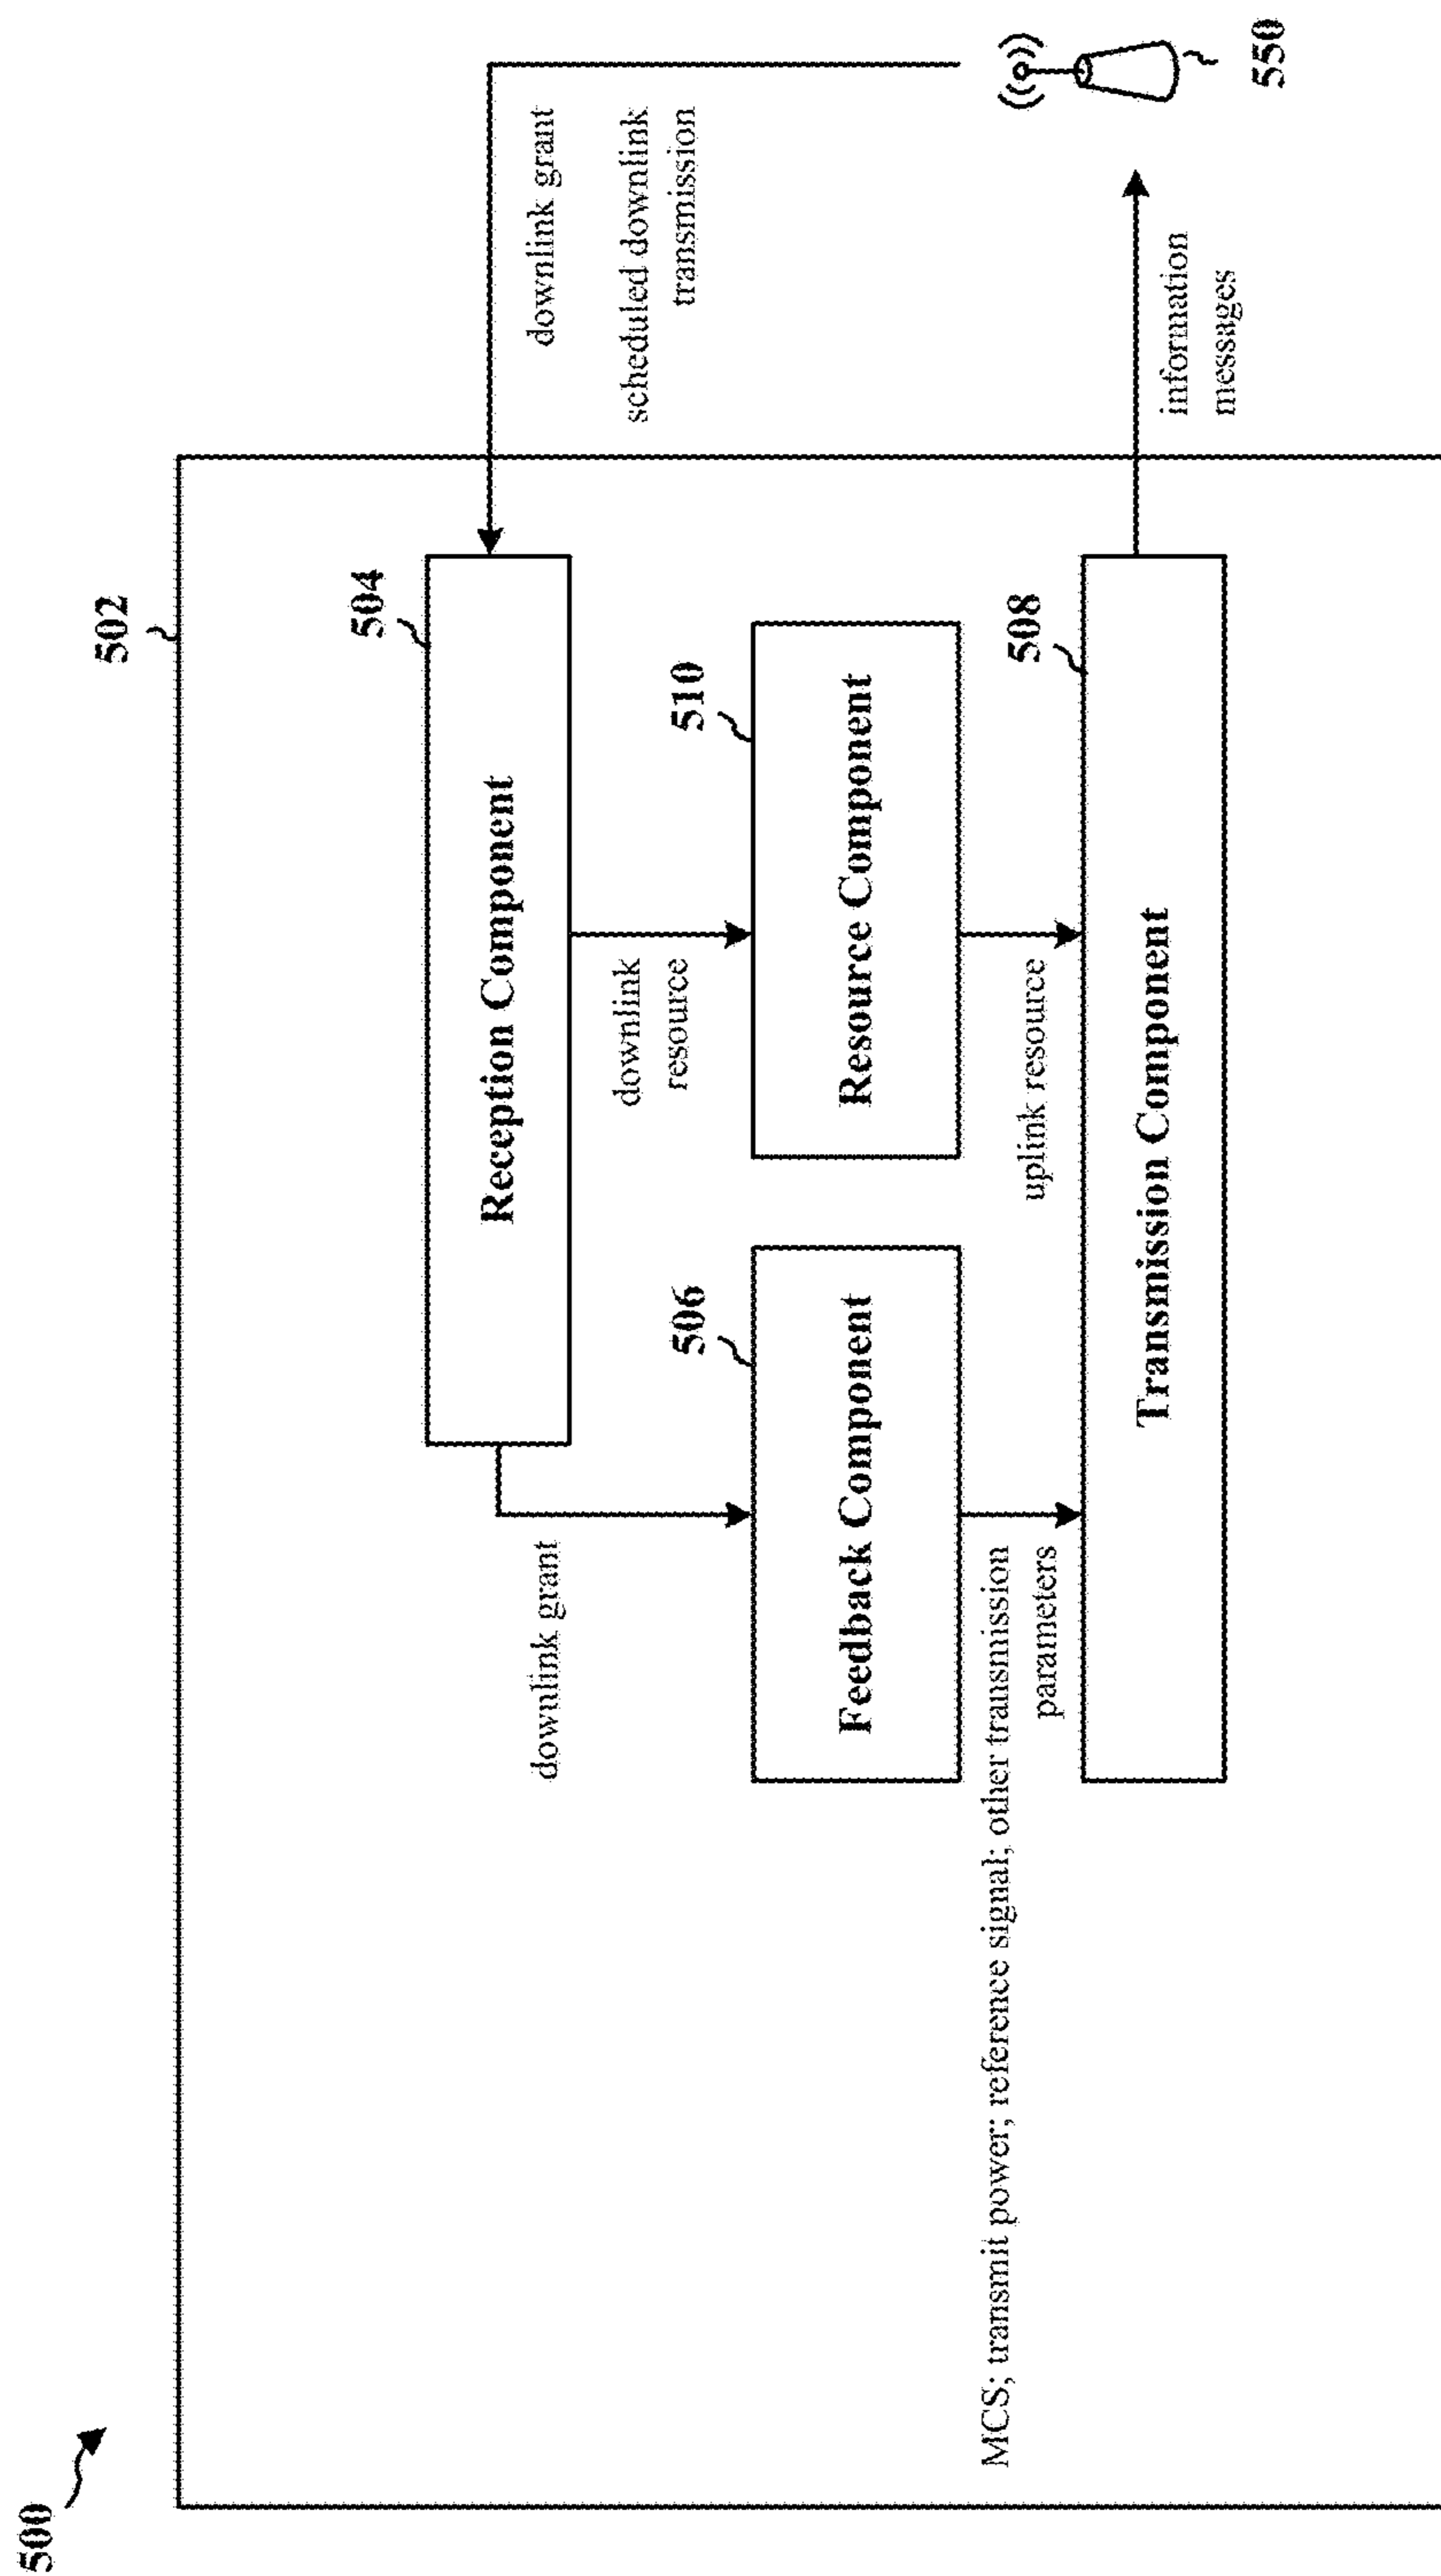 500
502
504
Reception Component
downlink grant
scheduled downlink
transmission
downlink grant
downlink
resource
506
Feedback Component
510
Resource Component
MCS; transmit power; reference signal; other transmission
parameters
uplink resource
508
Transmission Component
information
messages
550